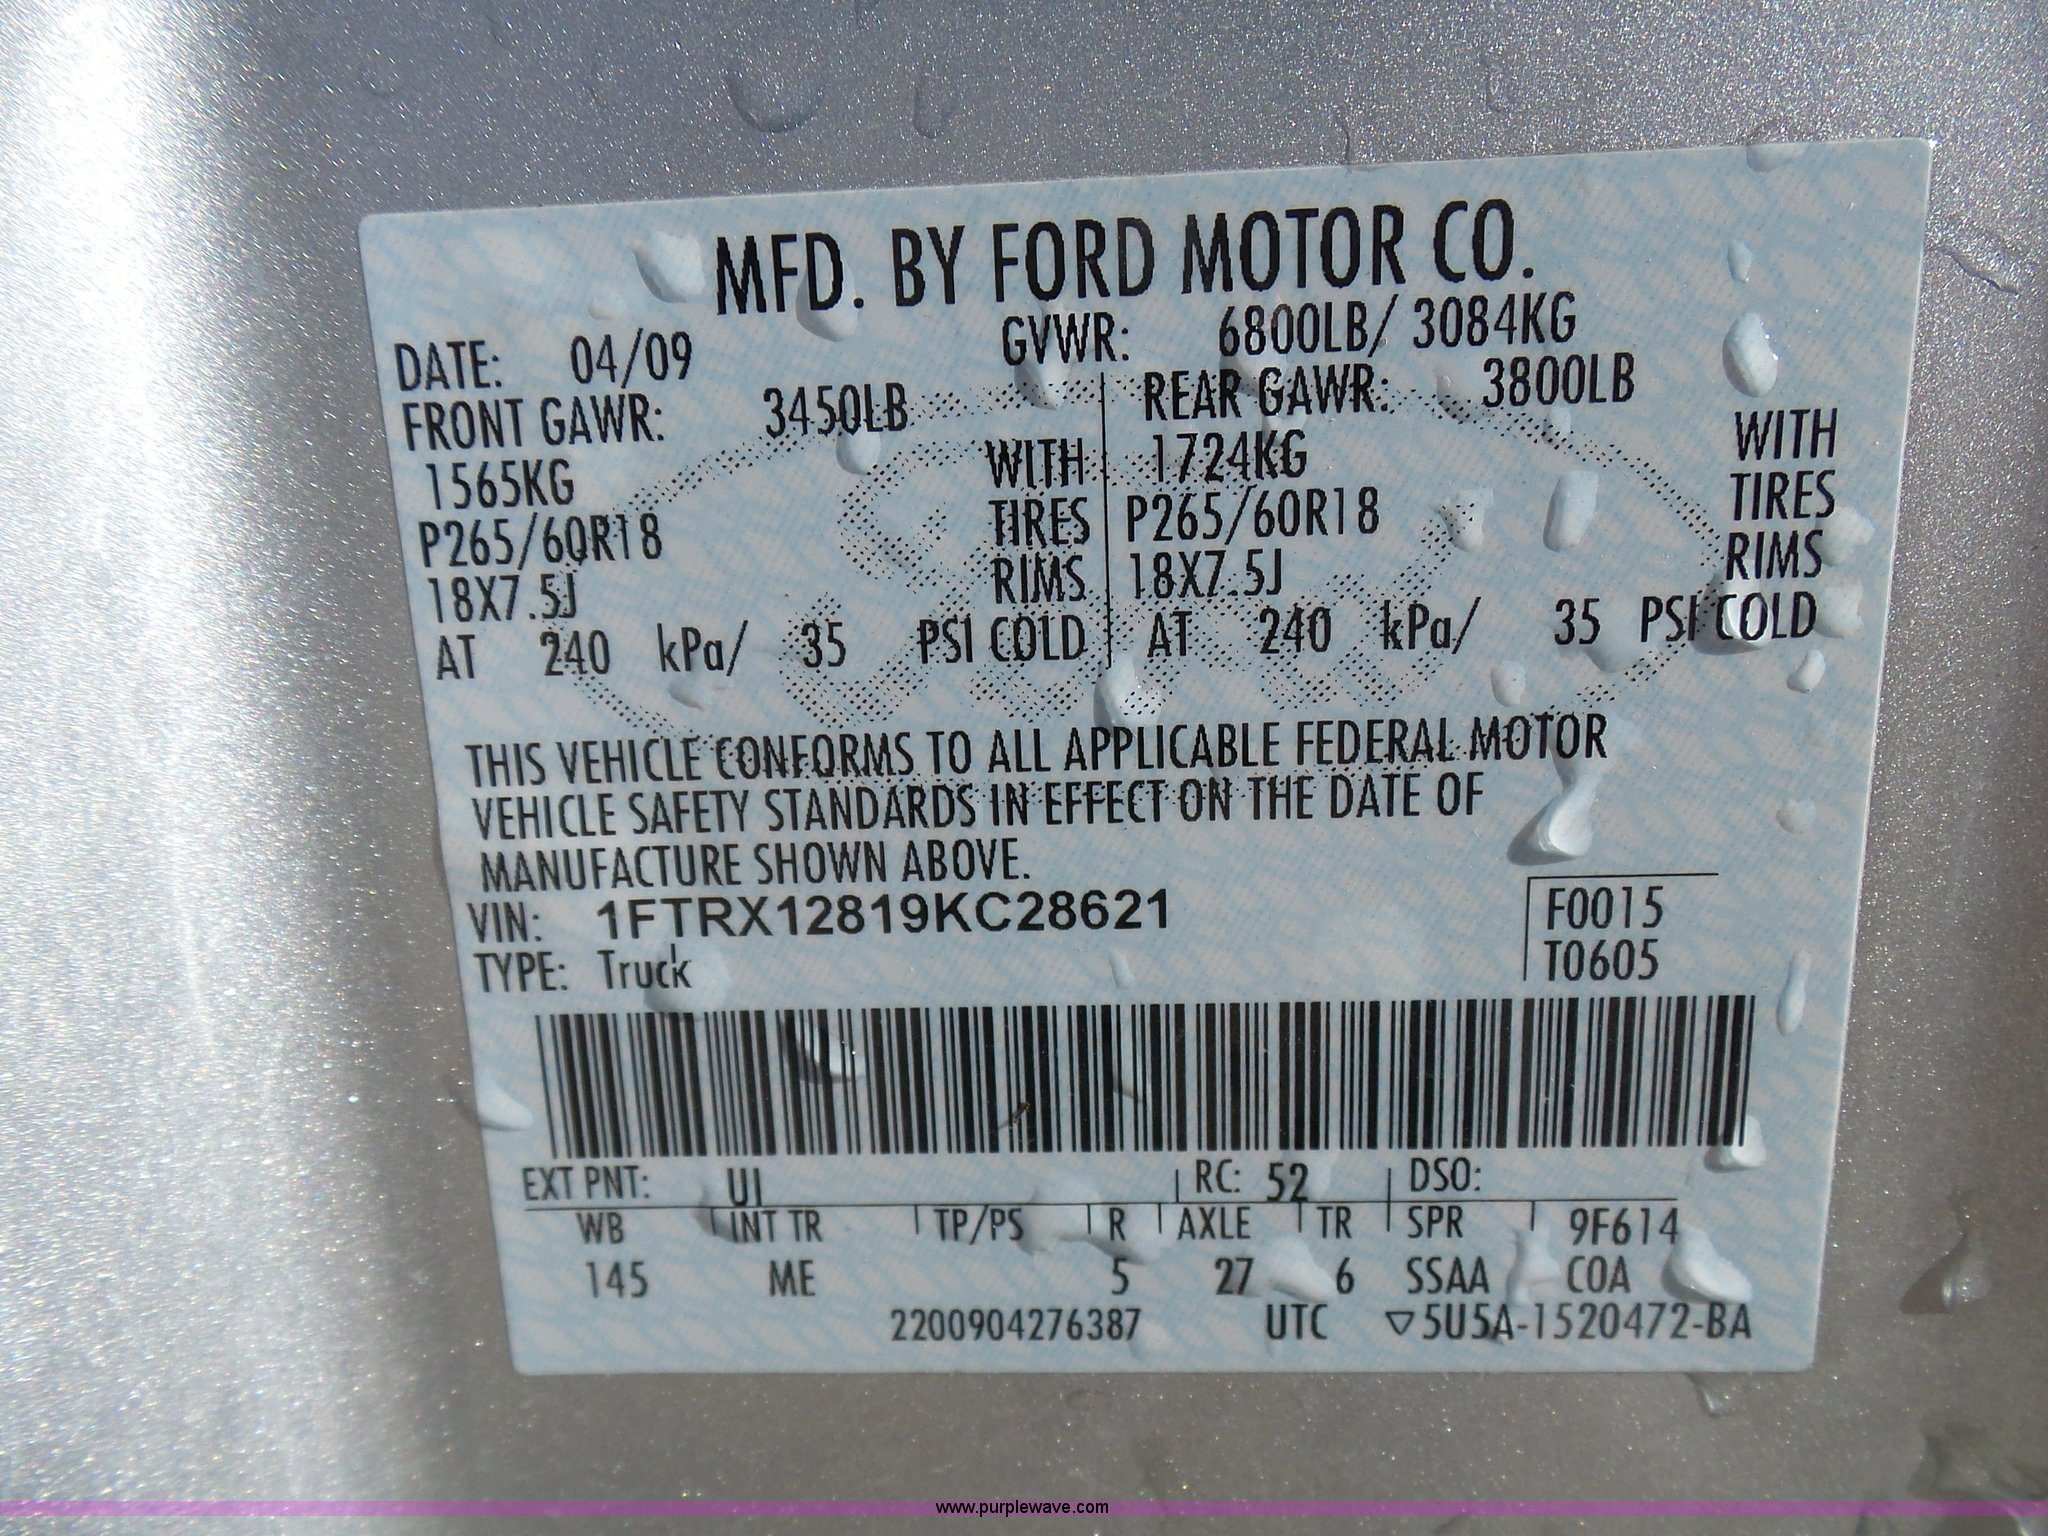 MFD. BY FORD MOTOR CO.
DATE: 04/09 GVWR: 6800LB/ 3084KG
FRONT GAWR: 3450LB REAR GAWR: 3800LB
1565KG WITH 1724KG WITH
P265/60R18 TIRES P265/60R18 TIRES
18X7.5J RIMS 18X7.5J RIMS
AT 240 kPa/ 35 PSI COLD AT 240 kPa/ 35 PSI COLD
THIS VEHICLE CONFORMS TO ALL APPLICABLE FEDERAL MOTOR
VEHICLE SAFETY STANDARDS IN EFFECT ON THE DATE OF
MANUFACTURE SHOWN ABOVE.
VIN: 1FTRX12819KC28621 F0015
TYPE: Truck T0605
EXT PNT: UI RC: 52 DSO:
WB INT TR TP/PS R AXLE TR SPR 9F614
145 ME 5 27 6 SSAA COA
2200904276387 UTC ▽5U5A-1520472-BA
www.purplewave.com